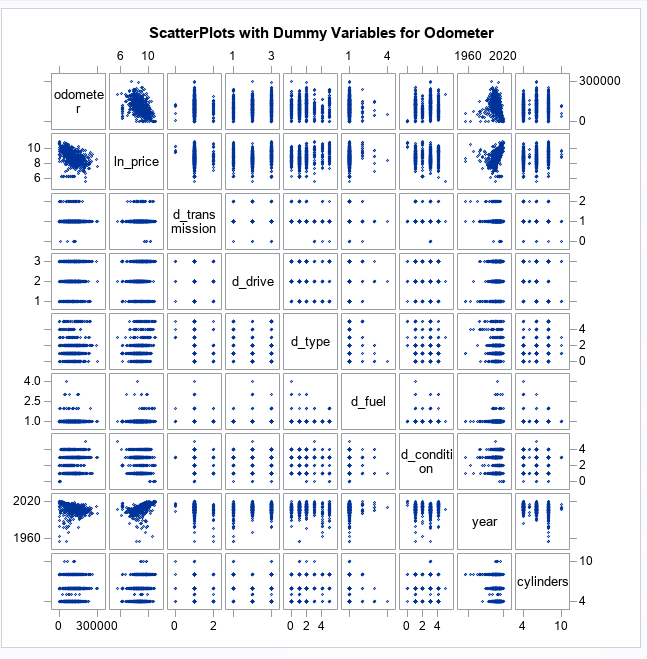 ScatterPlots with Dummy Variables for Odometer
6 10 1 3 1 4 1960 2020
odomete
r
300000
0
10
8
6
ln_price
d_trans
mission
2
1
0
3
2
1
d_drive
d_type
4
2
0
4.0
2.5
1.0
d_fuel
d_conditi
on
4
2
0
2020
1960
year
cylinders
10
4
0 300000 0 2 0 2 4 0 2 4 4 10